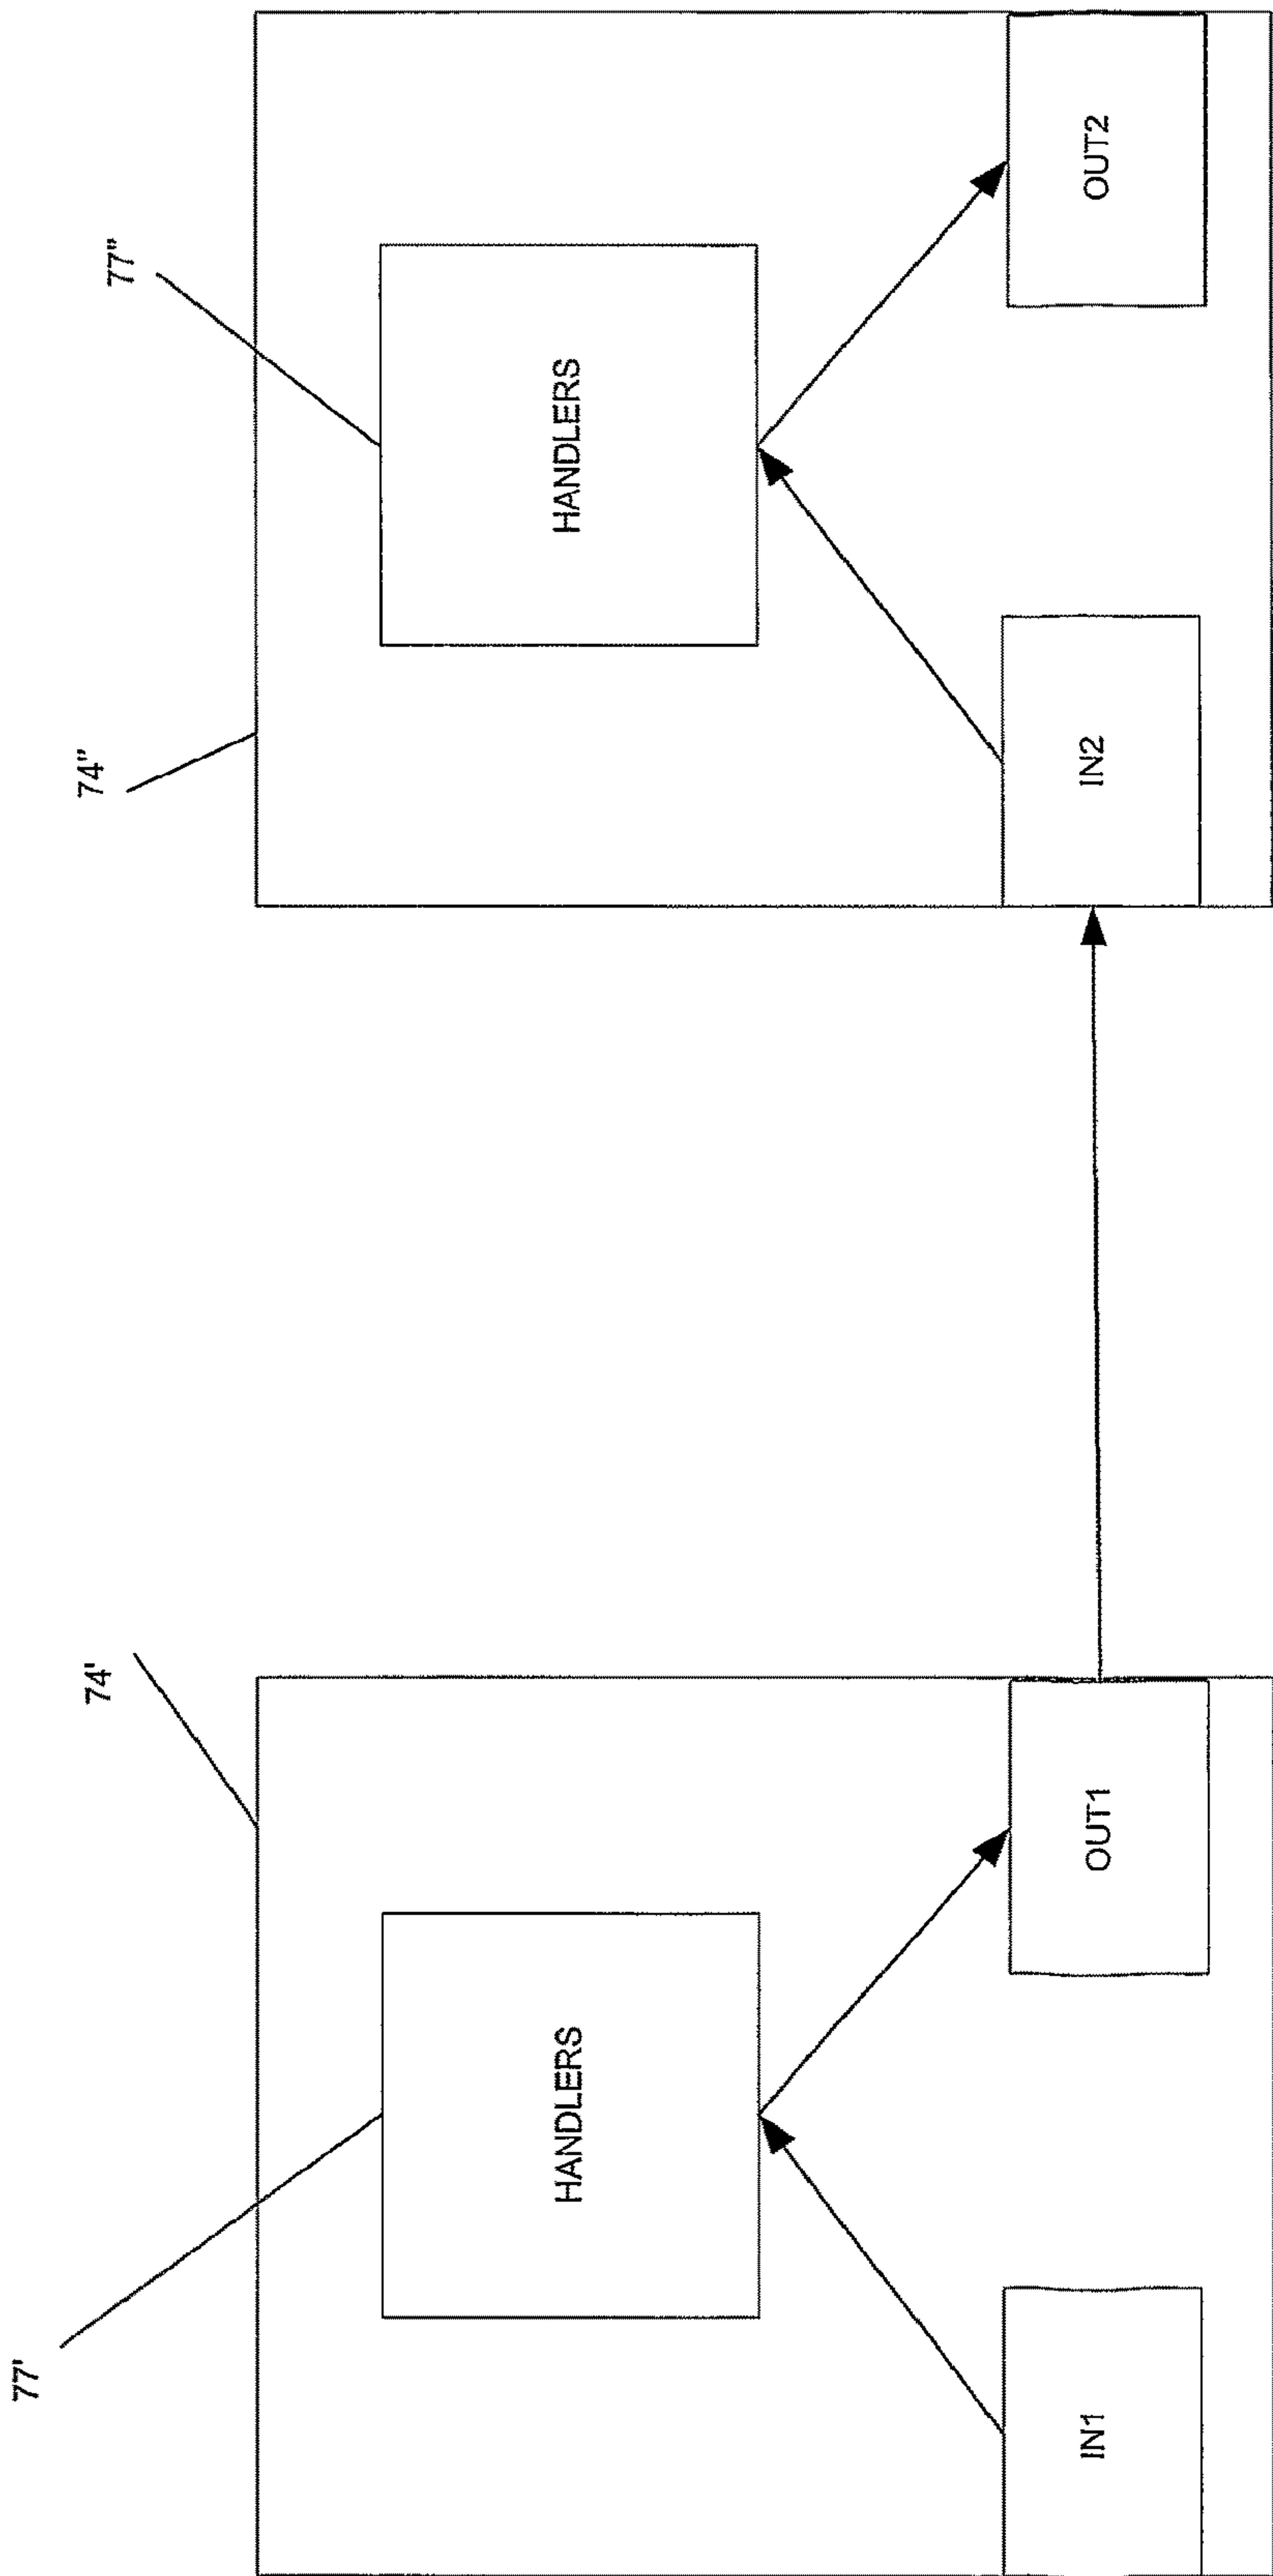 77'
74'
74"
77"
HANDLERS
HANDLERS
IN1
OUT1
IN2
OUT2